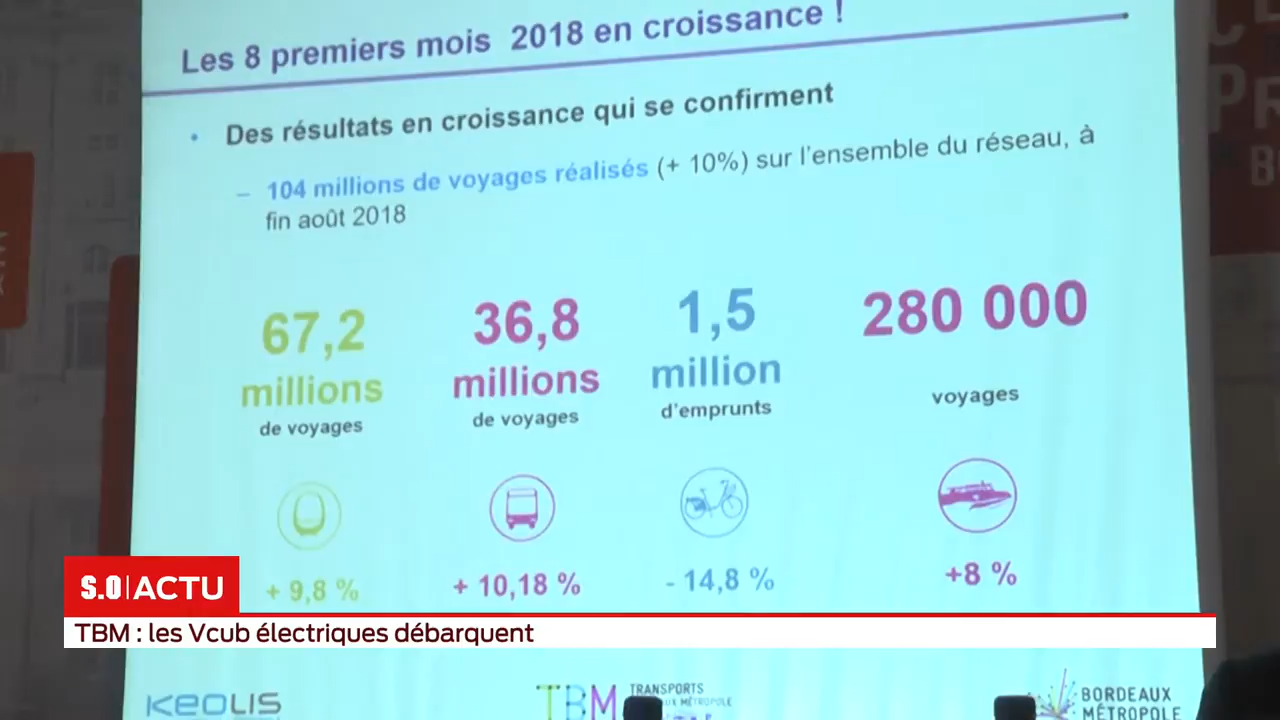 Les 8 premiers mois 2018 en croissance !
• Des résultats en croissance qui se confirment
– 104 millions de voyages réalisés (+ 10%) sur l'ensemble du réseau, à
fin août 2018
67,2
millions
de voyages
+ 9,8 %
36,8
millions
de voyages
+ 10,18 %
1,5
million
d'emprunts
- 14,8 %
280 000
voyages
+8 %
S.O ACTU
TBM : les Vcub électriques débarquent
KEOLIS
TBM
TRANSPORTS
MÉTROPOLE
BORDEAUX
MÉTROPOLE